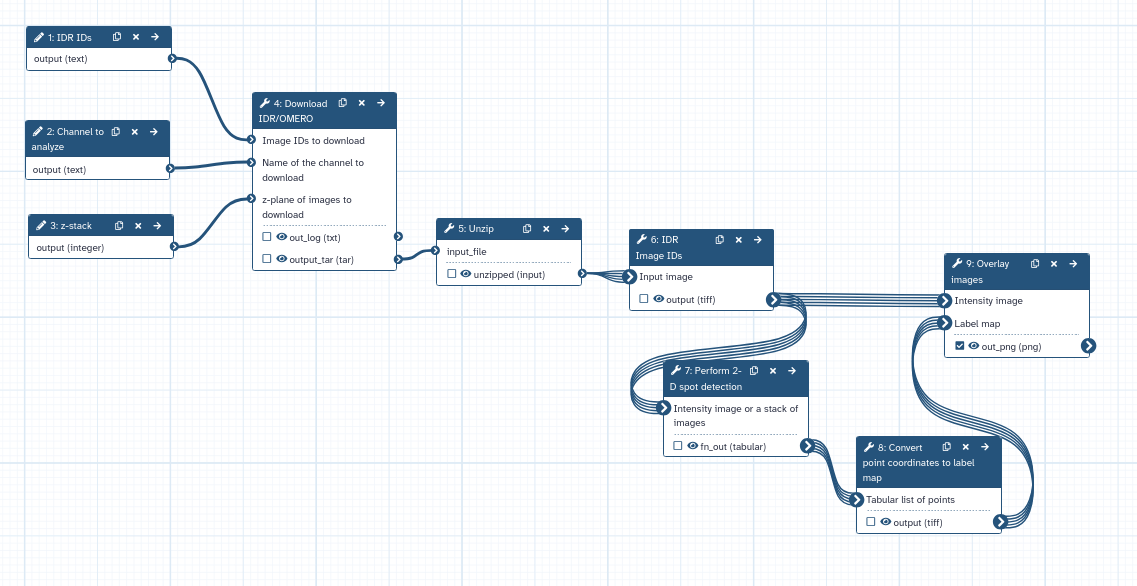 1: IDR IDs
output (text)
2: Channel to
analyze
output (text)
3: z-stack
output (integer)
4: Download
IDR/OMERO
Image IDs to download
Name of the channel to
download
z-plane of images to
download
out_log (txt)
output_tar (tar)
5: Unzip
input_file
unzipped (input)
6: IDR
Image IDs
Input image
output (tiff)
7: Perform 2-
D spot detection
Intensity image or a stack of
images
fn_out (tabular)
8: Convert
point coordinates to label
map
Tabular list of points
output (tiff)
9: Overlay
images
Intensity image
Label map
out_png (png)